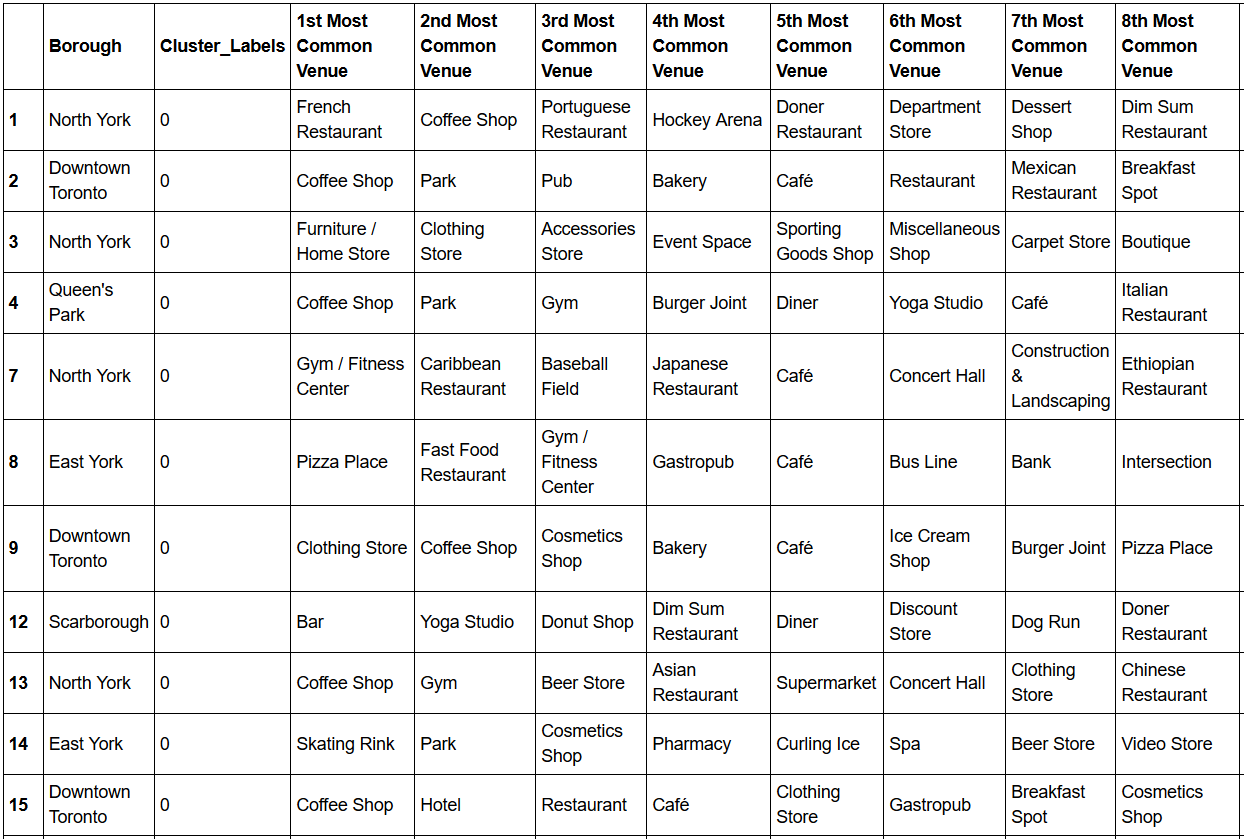 Borough Cluster_Labels 1st Most Common Venue 2nd Most Common Venue 3rd Most Common Venue 4th Most Common Venue 5th Most Common Venue 6th Most Common Venue 7th Most Common Venue 8th Most Common Venue
1 North York 0 French Restaurant Coffee Shop Portuguese Restaurant Hockey Arena Doner Restaurant Department Store Dessert Shop Dim Sum Restaurant
2 Downtown Toronto 0 Coffee Shop Park Pub Bakery Café Restaurant Mexican Restaurant Breakfast Spot
3 North York 0 Furniture / Home Store Clothing Store Accessories Store Event Space Sporting Goods Shop Miscellaneous Shop Carpet Store Boutique
4 Queen's Park 0 Coffee Shop Park Gym Burger Joint Diner Yoga Studio Café Italian Restaurant
7 North York 0 Gym / Fitness Center Caribbean Restaurant Baseball Field Japanese Restaurant Café Concert Hall Construction & Landscaping Ethiopian Restaurant
8 East York 0 Pizza Place Fast Food Restaurant Gym / Fitness Center Gastropub Café Bus Line Bank Intersection
9 Downtown Toronto 0 Clothing Store Coffee Shop Cosmetics Shop Bakery Café Ice Cream Shop Burger Joint Pizza Place
12 Scarborough 0 Bar Yoga Studio Donut Shop Dim Sum Restaurant Diner Discount Store Dog Run Doner Restaurant
13 North York 0 Coffee Shop Gym Beer Store Asian Restaurant Supermarket Concert Hall Clothing Store Chinese Restaurant
14 East York 0 Skating Rink Park Cosmetics Shop Pharmacy Curling Ice Spa Beer Store Video Store
15 Downtown Toronto 0 Coffee Shop Hotel Restaurant Café Clothing Store Gastropub Breakfast Spot Cosmetics Shop